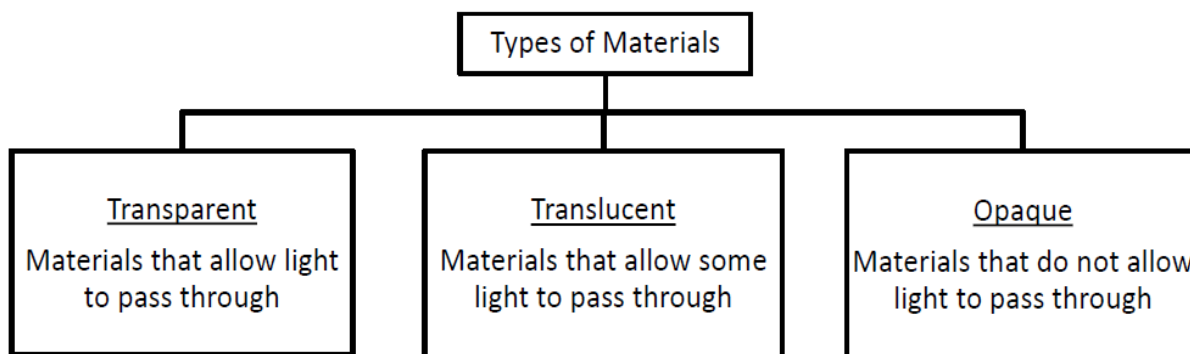 Types of Materials
Transparent
Materials that allow light
to pass through
Translucent
Materials that allow some
light to pass through
Opaque
Materials that do not allow
light to pass through